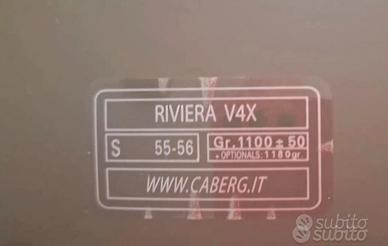 RIVIERA V4X
S 55-56 Gr.1100±50
+ OPTIONALS:1180gr.
WWW.CABERG.IT
subito
subito